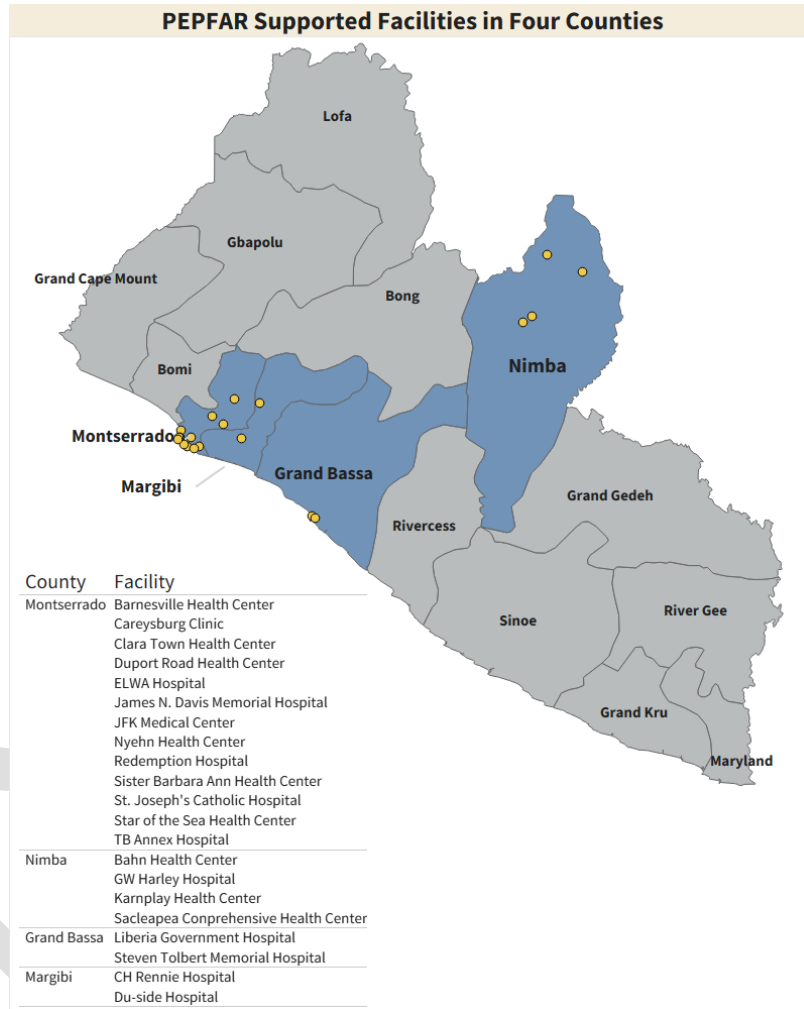 PEPFAR Supported Facilities in Four Counties
Lofa
Gbapolu
Grand Cape Mount
Bong
Bomi
Nimba
Montserrado
Margibi
Grand Bassa
Grand Gedeh
Rivercess
River Gee
Sinoe
Grand Kru
Maryland
County Facility
Montserrado Barnesville Health Center
Careysburg Clinic
Clara Town Health Center
Duport Road Health Center
ELWA Hospital
James N. Davis Memorial Hospital
JFK Medical Center
Nyehn Health Center
Redemption Hospital
Sister Barbara Ann Health Center
St. Joseph's Catholic Hospital
Star of the Sea Health Center
TB Annex Hospital
Nimba Bahn Health Center
GW Harley Hospital
Karnplay Health Center
Sacleapea Conprehensive Health Center
Grand Bassa Liberia Government Hospital
Steven Tolbert Memorial Hospital
Margibi CH Rennie Hospital
Du-side Hospital